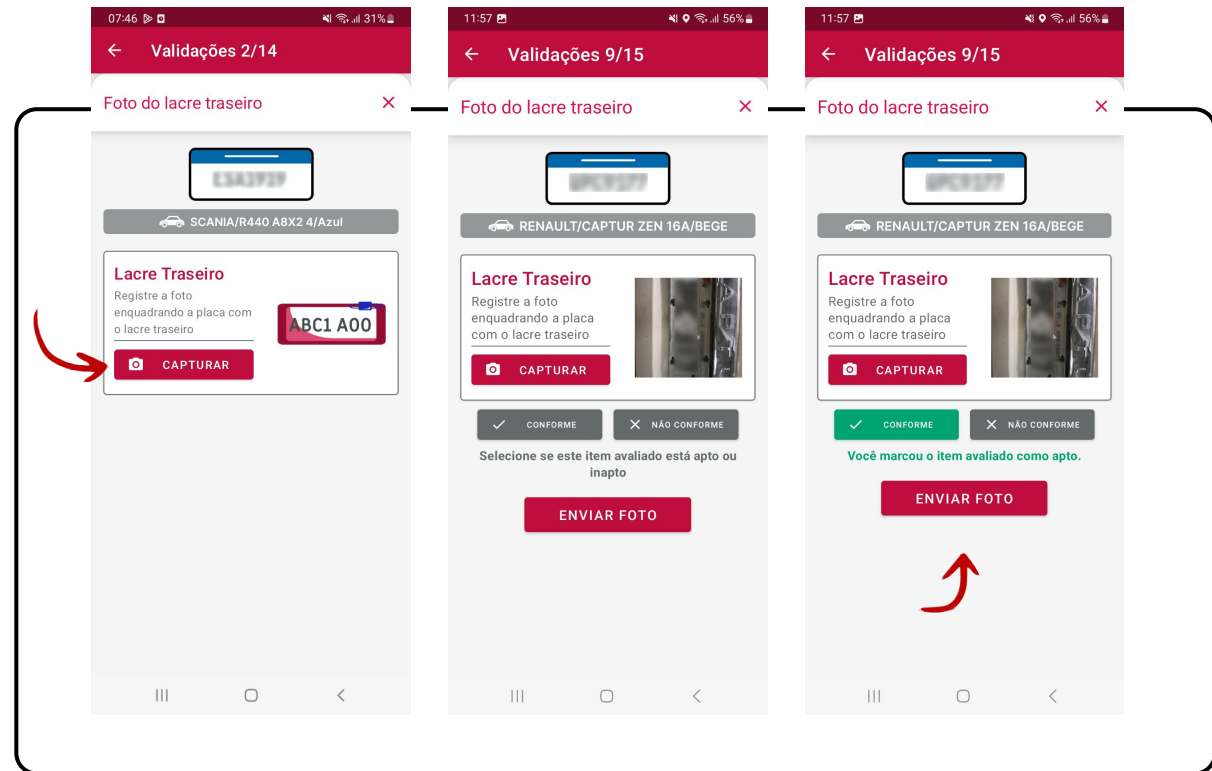 07:46
31%
Validações 2/14
Foto do lacre traseiro
SCANIA/R440 A8X2 4/Azul
Lacre Traseiro
Registre a foto
enquadrando a placa com
o lacre traseiro
ABC1 A00
CAPTURAR
11:57
56%
Validações 9/15
Foto do lacre traseiro
RENAULT/CAPTUR ZEN 16A/BEGE
Lacre Traseiro
Registre a foto
enquadrando a placa
com o lacre traseiro
CAPTURAR
CONFORME
NÃO CONFORME
Selecione se este item avaliado está apto ou
inapto
ENVIAR FOTO
11:57
56%
Validações 9/15
Foto do lacre traseiro
RENAULT/CAPTUR ZEN 16A/BEGE
Lacre Traseiro
Registre a foto
enquadrando a placa
com o lacre traseiro
CAPTURAR
CONFORME
NÃO CONFORME
Você marcou o item avaliado como apto.
ENVIAR FOTO